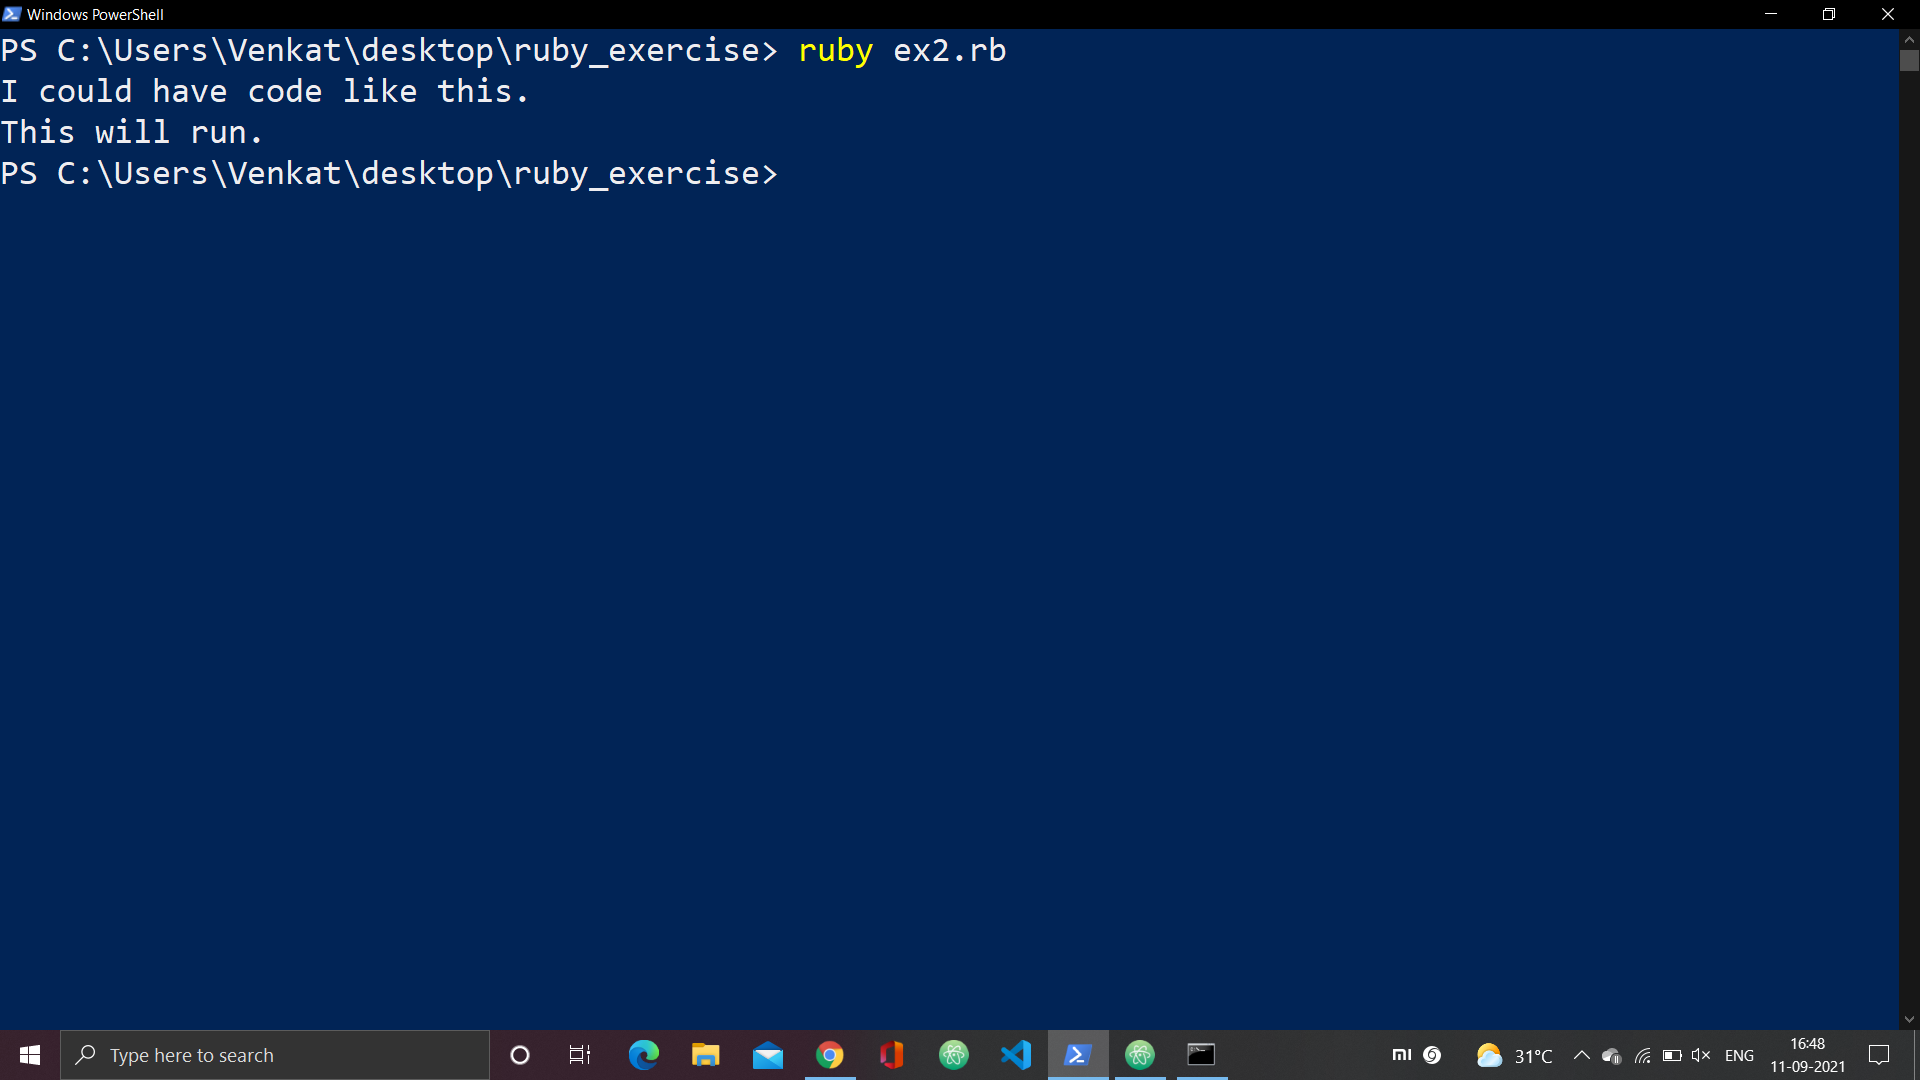 Windows PowerShell
PS C:\Users\Venkat\desktop\ruby_exercise> ruby ex2.rb
I could have code like this.
This will run.
PS C:\Users\Venkat\desktop\ruby_exercise>
Type here to search
31°C
ENG
16:48
11-09-2021